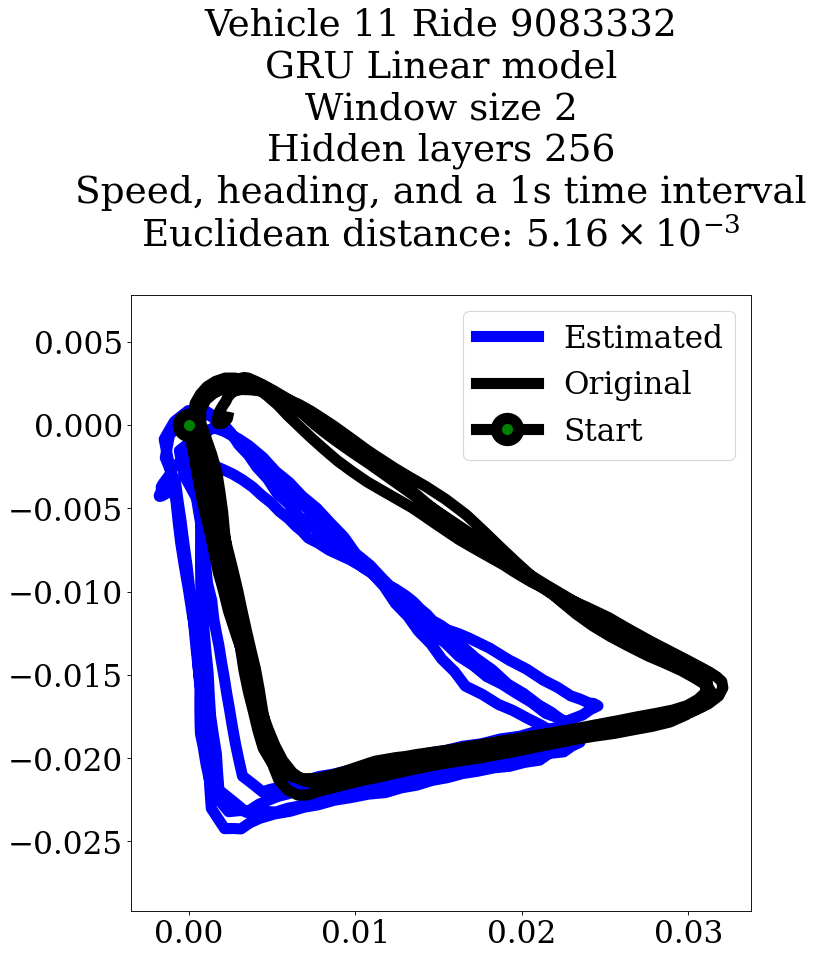 Vehicle 11 Ride 9083332
GRU Linear model
Window size 2
Hidden layers 256
Speed, heading, and a 1s time interval
Euclidean distance: 5.16 × 10⁻³
Estimated
Original
Start
0.005
0.000
−0.005
−0.010
−0.015
−0.020
−0.025
0.00 0.01 0.02 0.03